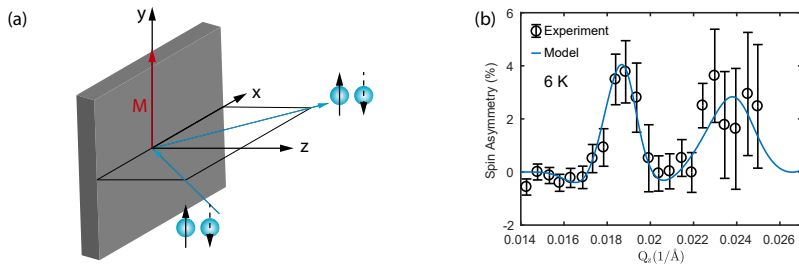 (a)
y
x
M
z
(b)
6
4
2
0
-2
Spin Asymmetry (%)
Experiment
Model
6 K
0.014 0.016 0.018 0.02 0.022 0.024 0.026
Q_z(1/Å)